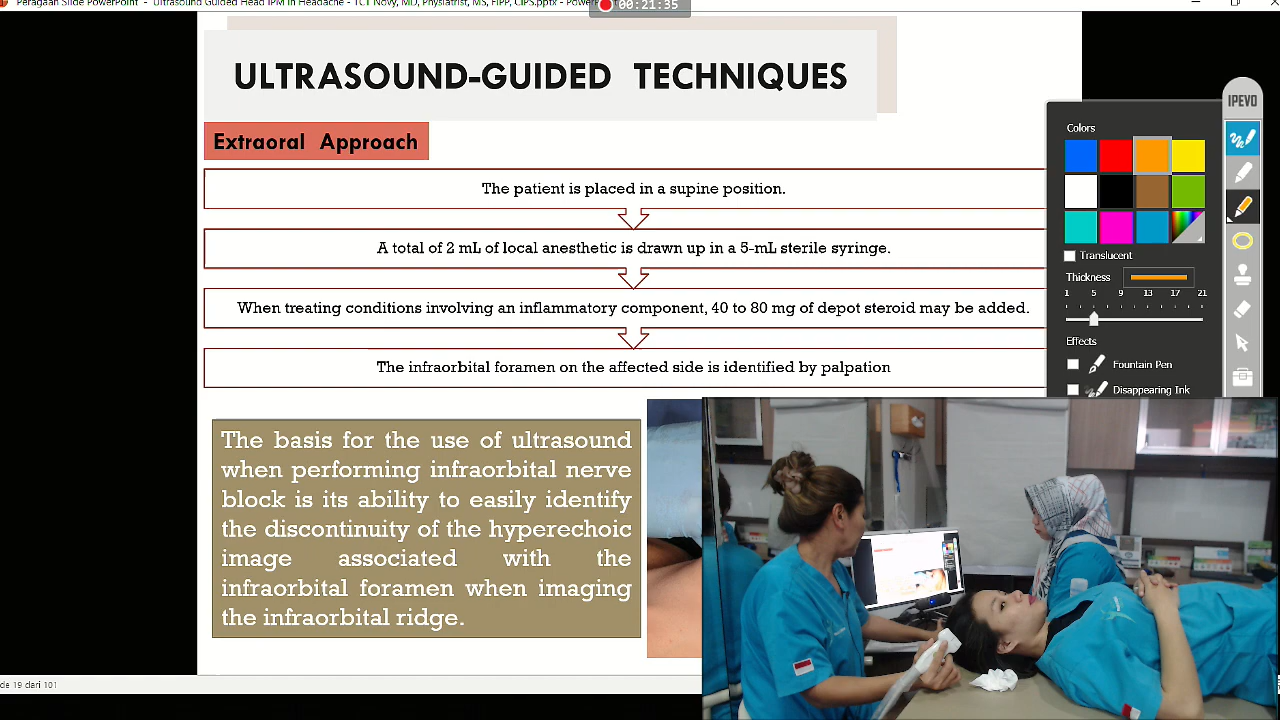 Peragaan Slide PowerPoint - Ultrasound Guided Head IPM in Headache - TCT Novy, MD, Physiatrist, MS, FIPP, CIPS.pptx - PowerPo
00:21:35
ULTRASOUND-GUIDED TECHNIQUES
Extraoral Approach
The patient is placed in a supine position.
A total of 2 mL of local anesthetic is drawn up in a 5-mL sterile syringe.
When treating conditions involving an inflammatory component, 40 to 80 mg of depot steroid may be added.
The infraorbital foramen on the affected side is identified by palpation
The basis for the use of ultrasound
when performing infraorbital nerve
block is its ability to easily identify
the discontinuity of the hyperechoic
image associated with the
infraorbital foramen when imaging
the infraorbital ridge.
IPEVO
Colors
Translucent
Thickness
1 5 9 13 17 21
Effects
Fountain Pen
Disappearing Ink
de 19 dari 101